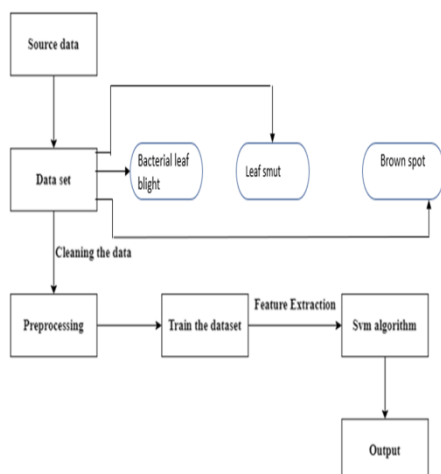 Source data
Data set
Bacterial leaf
blight
Leaf smut
Brown spot
Cleaning the data
Preprocessing
Train the dataset
Feature Extraction
Svm algorithm
Output